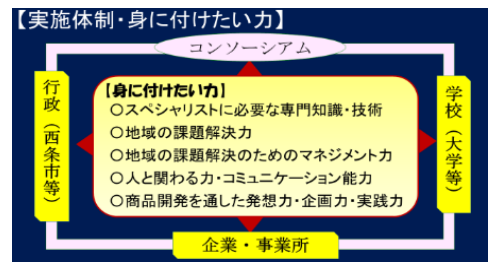 【実施体制・身に付けたい力】
コンソーシアム
行政（西条市等）
【身に付けたい力】
○スペシャリストに必要な専門知識・技術
○地域の課題解決力
○地域の課題解決のためのマネジメント力
○人と関わる力・コミュニケーション能力
○商品開発を通した発想力・企画力・実践力
学校（大学等）
企業・事業所